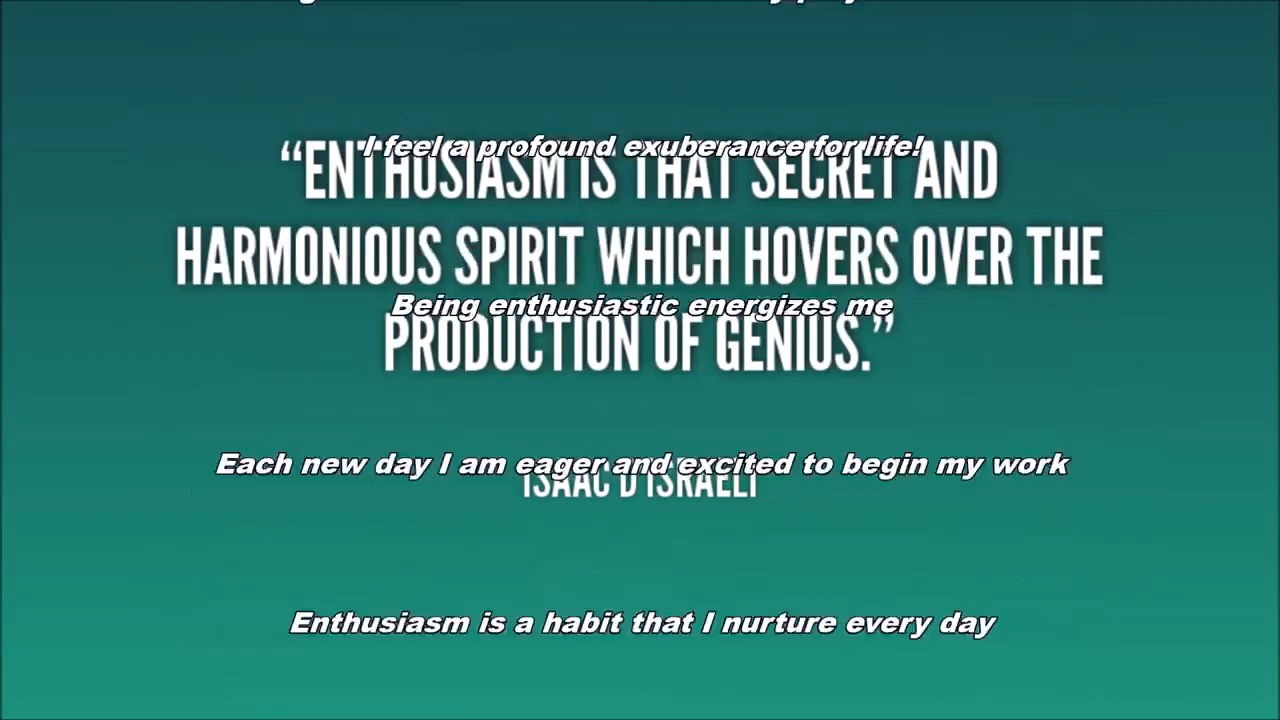 I feel a profound exuberance for life!
“ENTHUSIASM IS THAT SECRET AND
HARMONIOUS SPIRIT WHICH HOVERS OVER THE
Being enthusiastic energizes me
PRODUCTION OF GENIUS.”
Each new day I am eager and excited to begin my work
ISAAC D'ISRAELI
Enthusiasm is a habit that I nurture every day